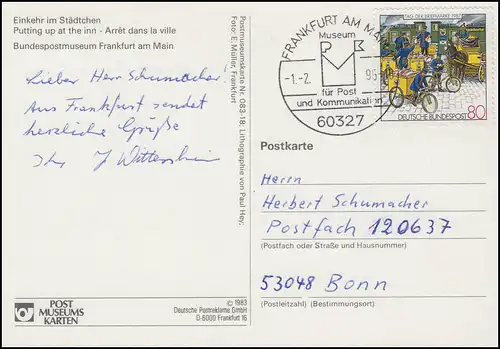 Einkehr im Städtchen
Putting up at the inn - Arrêt dans la ville
Bundespostmuseum Frankfurt am Main
Lieber Herr Schumacher!
Aus Frankfurt sendet
herzliche Grüße
Ihr J Wittershein
POST
MUSEUMS
KARTEN
© 1983
Deutsche Postreklame GmbH
D-6000 Frankfurt 16
Postmuseumskarte Nr. 083-18; Lithographie von Paul Hey;
Foto: E. Müller, Frankfurt
FRANKFURT AM MAIN
Museum
-1.-2
für Post
und Kommunikation
60327
TAG DER BRIEFMARKE 1987
DEUTSCHE BUNDESPOST 80
Postkarte
Herrn
Herbert Schumacher
Postfach 120637
(Postfach oder Straße und Hausnummer)
53048 Bonn
(Postleitzahl) (Bestimmungsort)